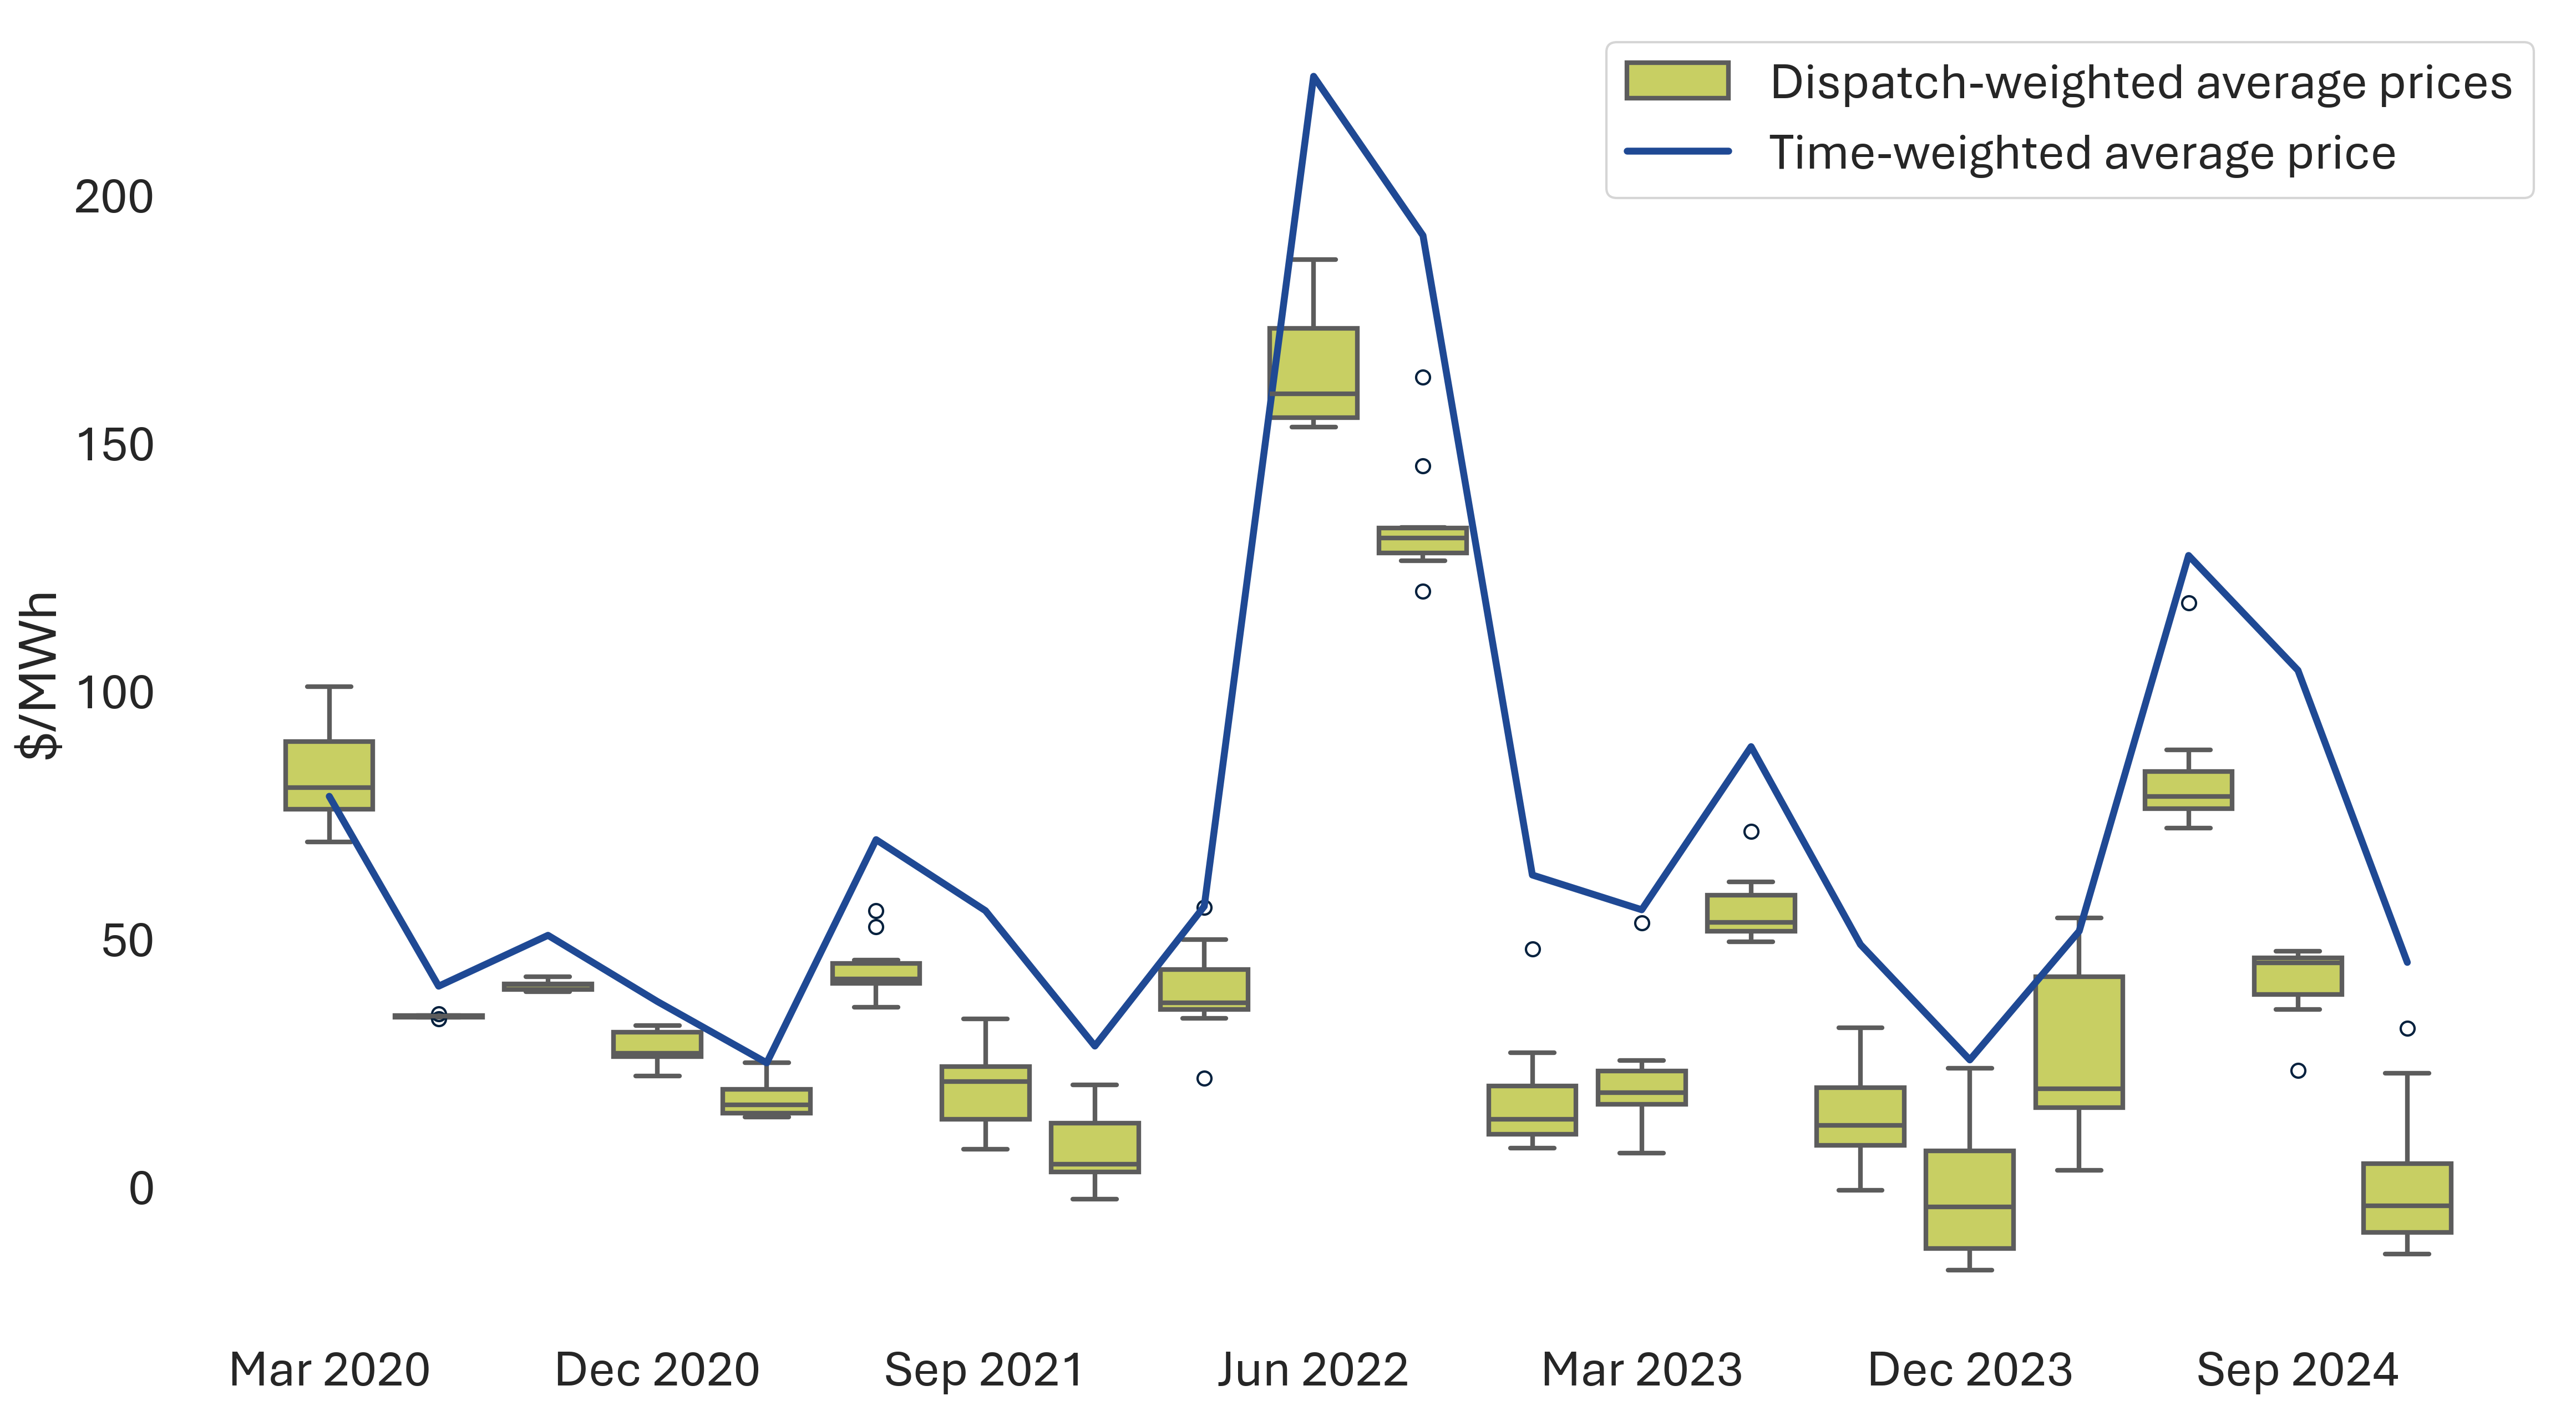 Dispatch-weighted average prices
Time-weighted average price
200
150
100
50
0
$/MWh
Mar 2020
Dec 2020
Sep 2021
Jun 2022
Mar 2023
Dec 2023
Sep 2024